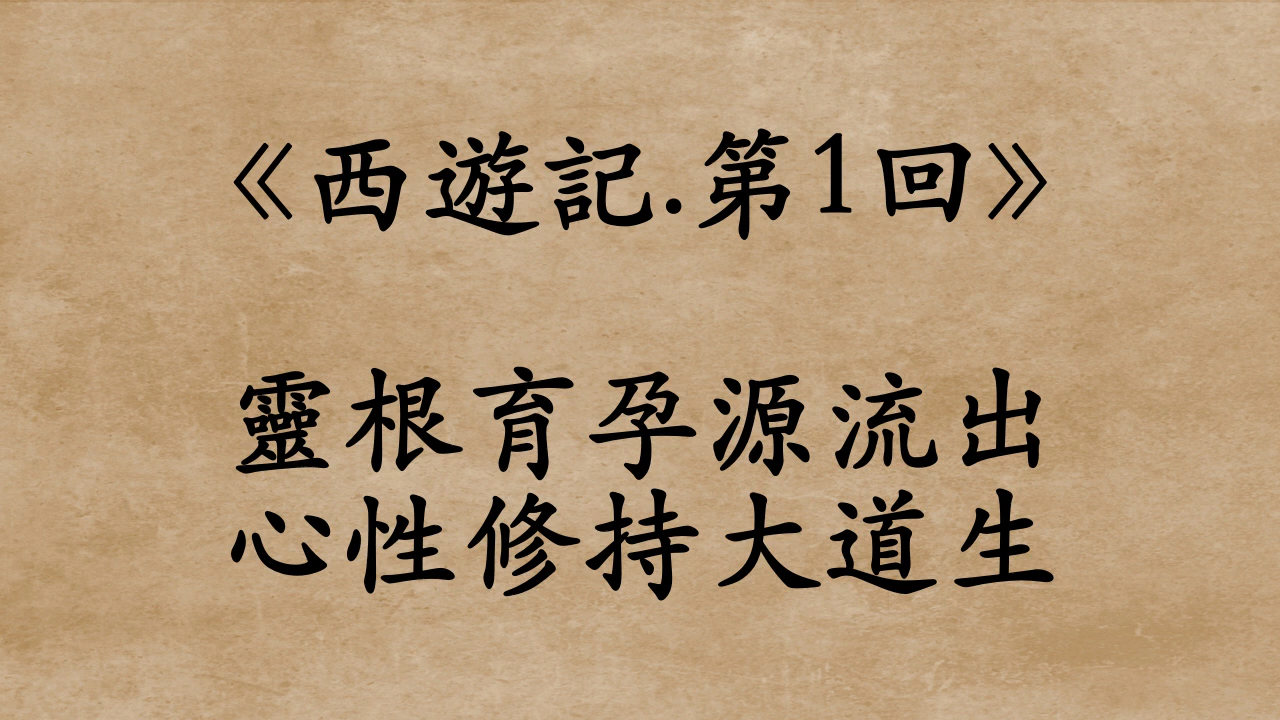 《西遊記.第1回》
靈根育孕源流出
心性修持大道生